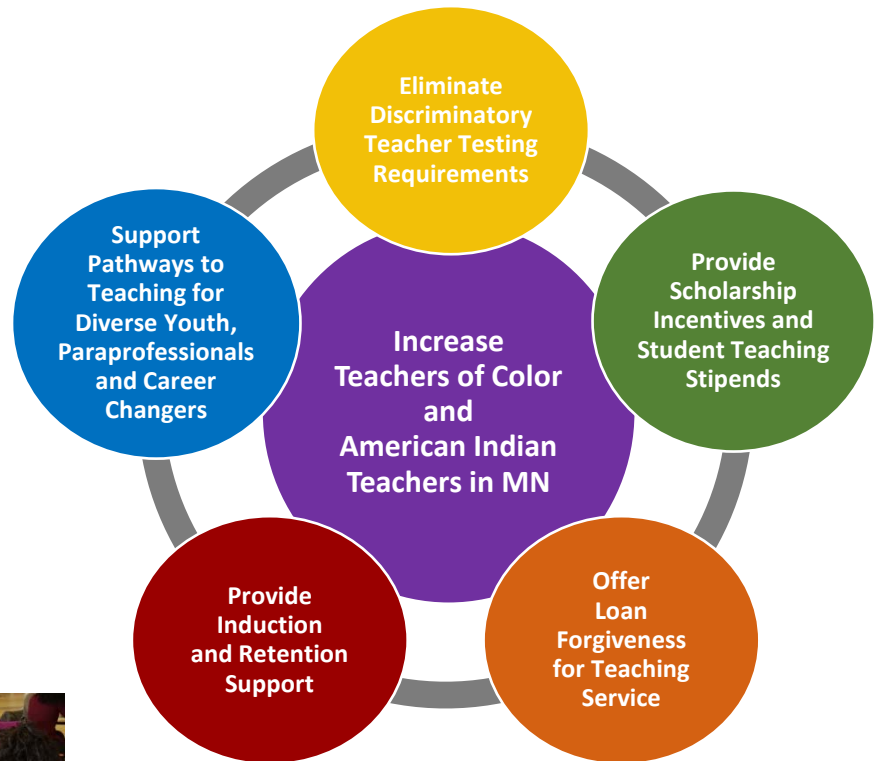 Eliminate
Discriminatory
Teacher Testing
Requirements
Support
Pathways to
Teaching for
Diverse Youth,
Paraprofessionals
and Career
Changers
Provide
Scholarship
Incentives and
Student Teaching
Stipends
Increase
Teachers of Color
and
American Indian
Teachers in MN
Provide
Induction
and Retention
Support
Offer
Loan
Forgiveness
for Teaching
Service